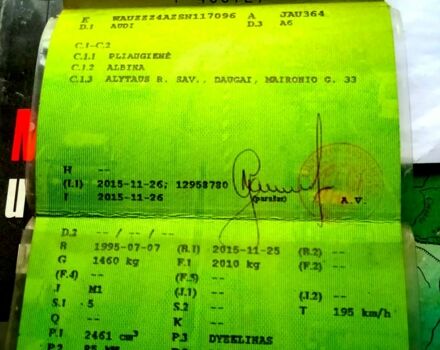 E WAUZZZ4AZSN117096 A JAU364
D.1 AUDI D.3 A6
C.1-C.2
C.1.1 PLIAUGIENĖ
C.1.2 ALBINA
C.1.3 ALYTAUS R. SAV., DAUGAI, MAIRONIO G. 33
H --
(I.1) 2015-11-26; 12958780
I 2015-11-26 (parašas) A.V.
D.2 -- / -- / --
B 1995-07-07 (B.1) 2015-11-25 (B.2) --
G 1460 kg F.1 2010 kg (F.2) --
(F.4) -- (F.5) --
J M1 (J.1) -- (J.2) --
S.1 5 S.2 -- T 195 km/h
Q -- K --
P.1 2461 cm³ P.3 DYZELINAS
P.2 85